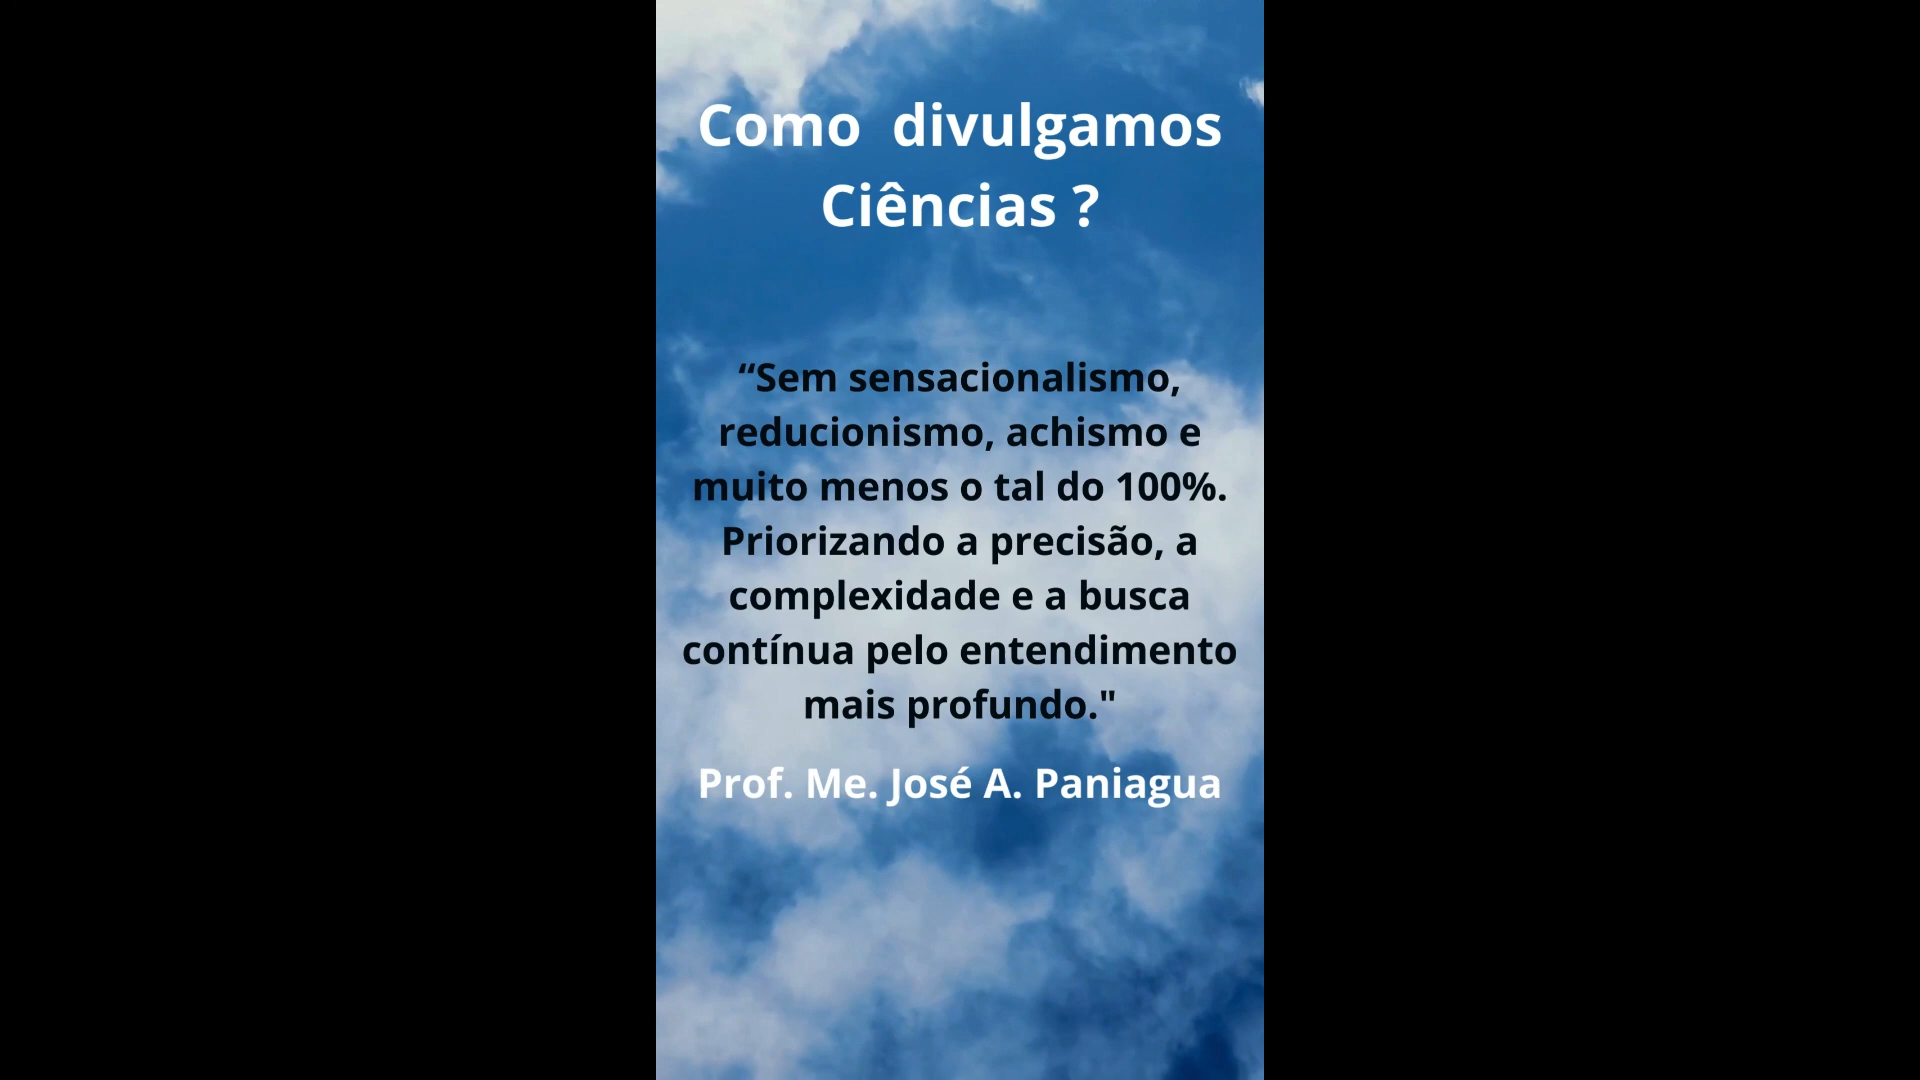 Como divulgamos
Ciências ?
“Sem sensacionalismo,
reducionismo, achismo e
muito menos o tal do 100%.
Priorizando a precisão, a
complexidade e a busca
contínua pelo entendimento
mais profundo."
Prof. Me. José A. Paniagua